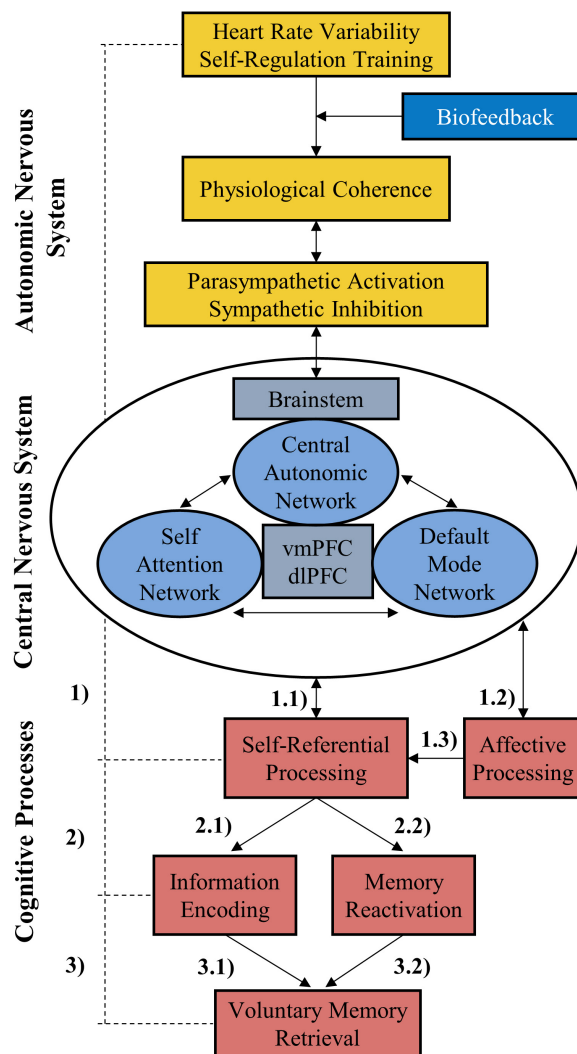 Heart Rate Variability
Self-Regulation Training
Biofeedback
Physiological Coherence
Parasympathetic Activation
Sympathetic Inhibition
Autonomic Nervous
System
Brainstem
Central
Autonomic
Network
Self
Attention
Network
vmPFC
dlPFC
Default
Mode
Network
Central Nervous System
1)
1.1)
1.2)
Self-Referential
Processing
1.3)
Affective
Processing
2)
2.1)
2.2)
Information
Encoding
Memory
Reactivation
Cognitive Processes
3)
3.1)
3.2)
Voluntary Memory
Retrieval